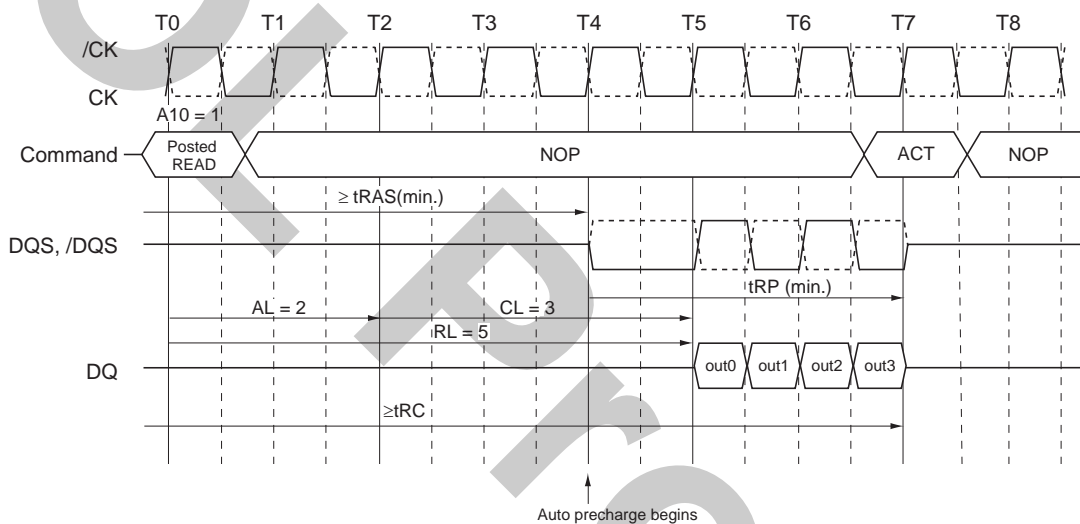 T0 T1 T2 T3 T4 T5 T6 T7 T8
/CK
CK
A10 = 1
Command
Posted
READ
NOP
ACT
NOP
≥ tRAS(min.)
DQS, /DQS
tRP (min.)
AL = 2
CL = 3
RL = 5
DQ
out0 out1 out2 out3
≥tRC
Auto precharge begins